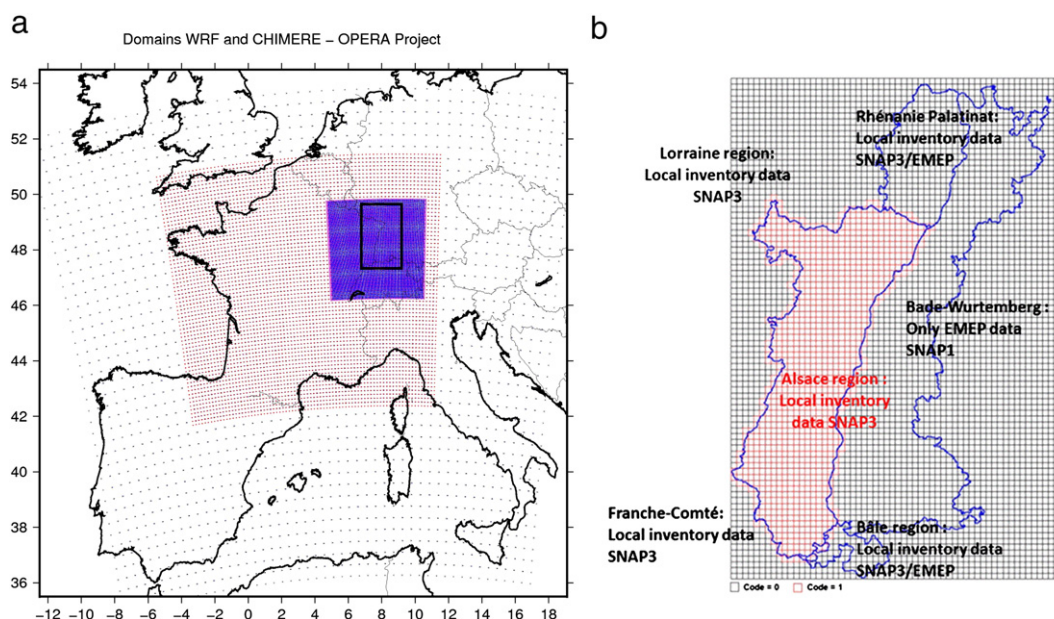 a
Domains WRF and CHIMERE – OPERA Project
54
52
50
48
46
44
42
40
38
36
−12 −10 −8 −6 −4 −2 0 2 4 6 8 10 12 14 16 18
b
Rhénanie Palatinat:
Local inventory data
SNAP3/EMEP
Lorraine region:
Local inventory data
SNAP3
Bade-Wurtemberg :
Only EMEP data
SNAP1
Alsace region :
Local inventory
data SNAP3
Franche-Comté:
Local inventory data
SNAP3
Bâle region :
Local inventory data
SNAP3/EMEP
Code = 0 Code = 1